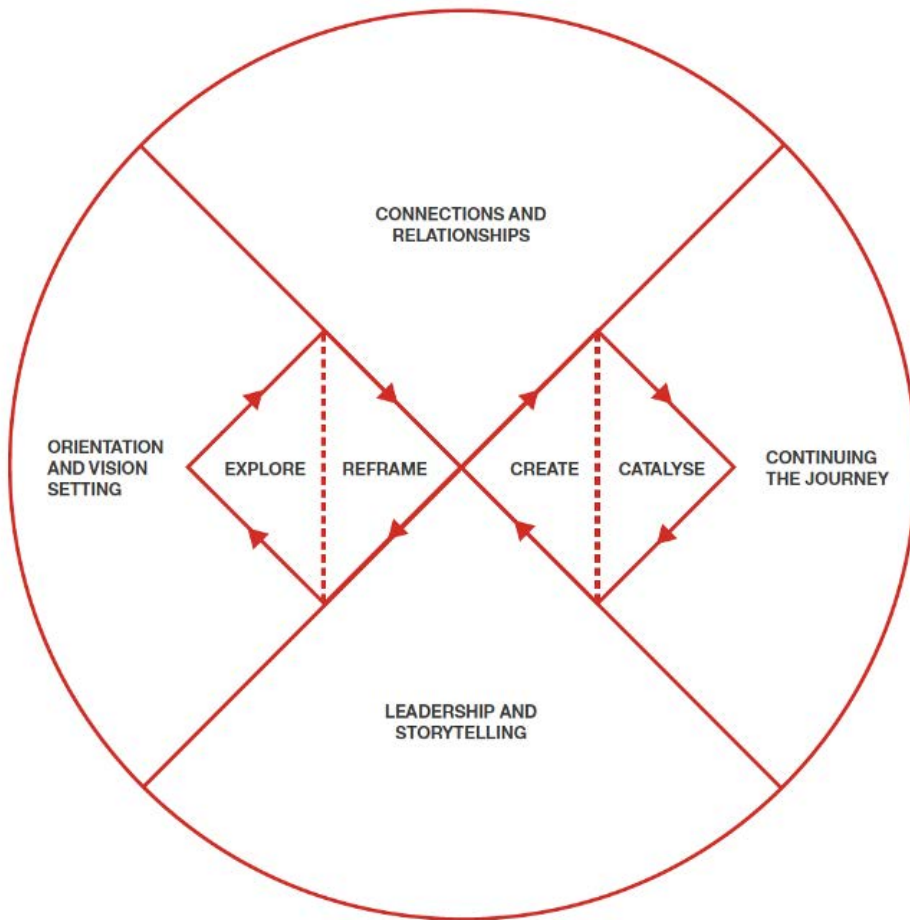 CONNECTIONS AND
RELATIONSHIPS
ORIENTATION
AND VISION
SETTING
EXPLORE
REFRAME
CREATE
CATALYSE
CONTINUING
THE JOURNEY
LEADERSHIP AND
STORYTELLING